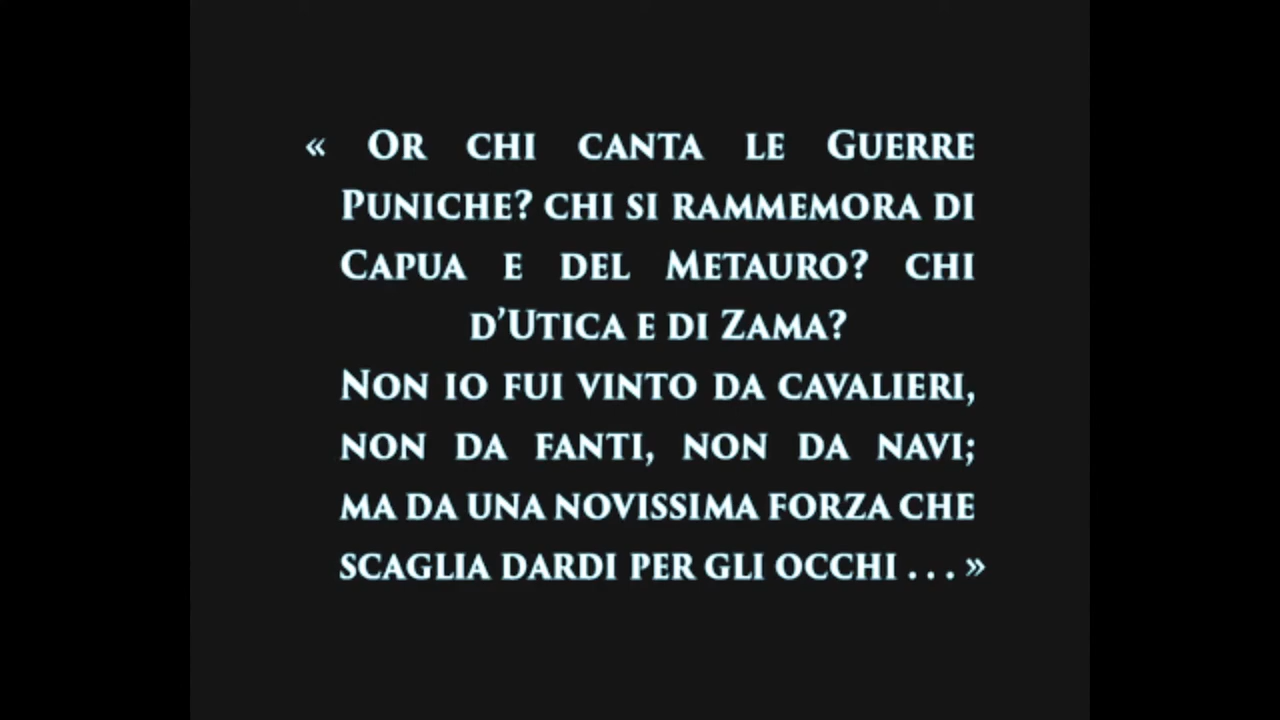 « Or chi canta le Guerre
Puniche? chi si rammemora di
Capua e del Metauro? chi
d’Utica e di Zama?
Non io fui vinto da cavalieri,
non da fanti, non da navi;
ma da una novissima forza che
scaglia dardi per gli occhi . . . »